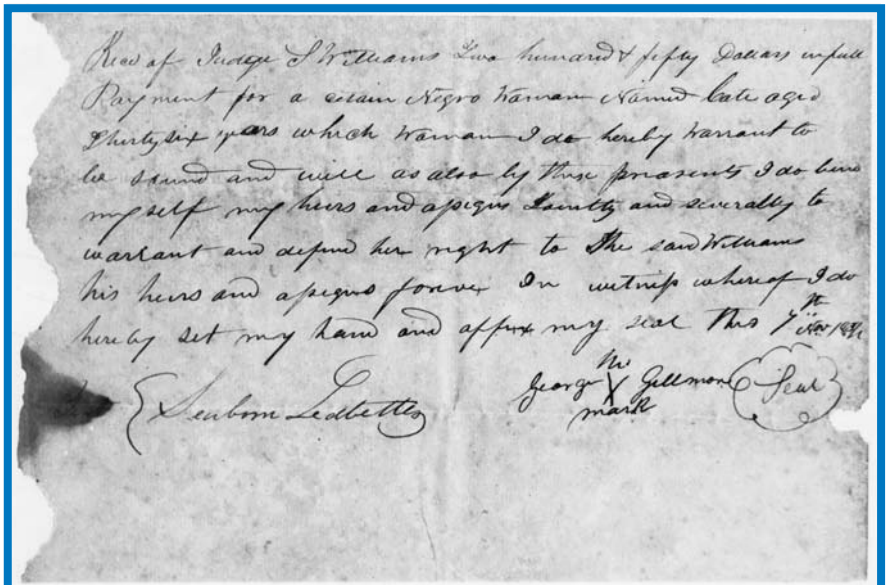 Recd of Judge S Williams Two hundred & fifty Dollars in full
Payment for a certain Negro Woman Named Cate aged
Thirty six years which Woman I do hereby Warrant to
be sound and well as also by these presents I do bind
myself my heirs and assigns Jointly and severally to
warrant and defend her right to the said Williams
his heirs and assigns forever In witness whereof I do
hereby set my hand and affix my seal this 7th
his
George X Gillmore Seal
mark
Seaborn Ledbetter